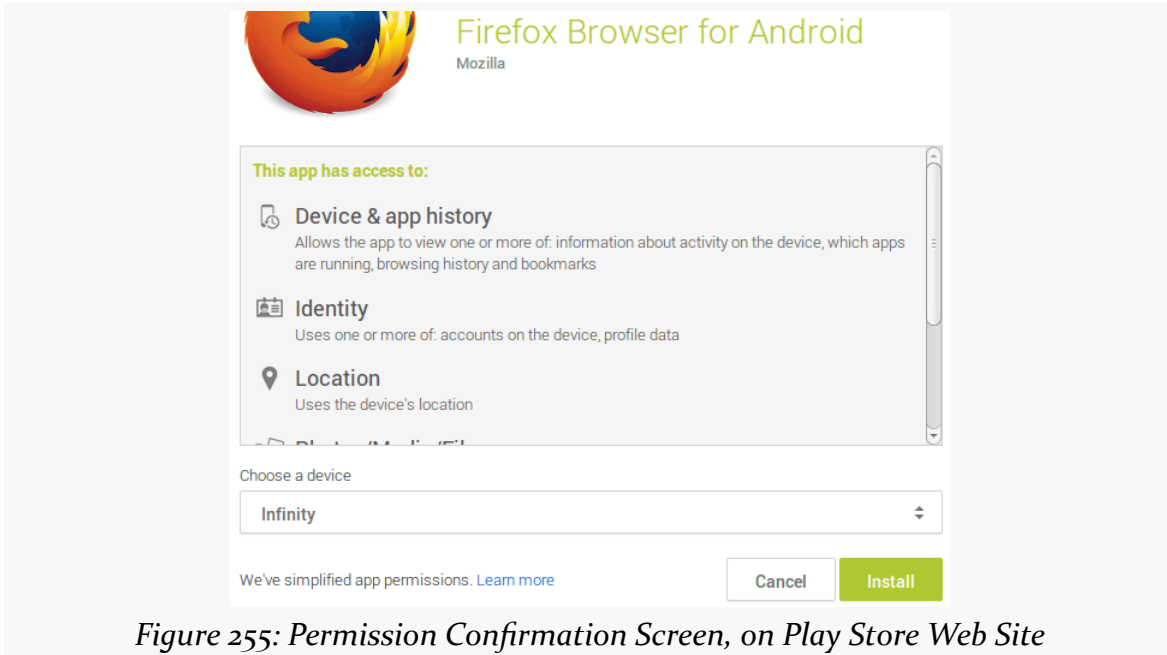 Firefox Browser for Android
Mozilla
This app has access to:
Device & app history
Allows the app to view one or more of: information about activity on the device, which apps
are running, browsing history and bookmarks
Identity
Uses one or more of: accounts on the device, profile data
Location
Uses the device's location
Choose a device
Infinity
We've simplified app permissions. Learn more
Cancel
Install
Figure 255: Permission Confirmation Screen, on Play Store Web Site